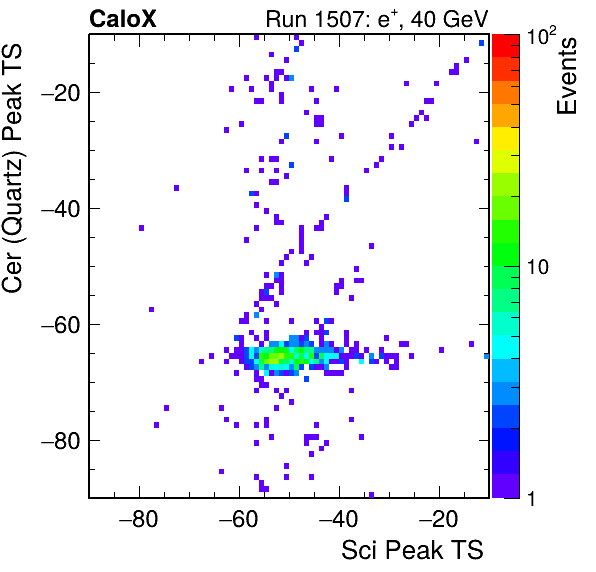 CaloX Run 1507: e⁺, 40 GeV
Cer (Quartz) Peak TS
−20
−40
−60
−80
−80 −60 −40 −20
Sci Peak TS
Events
10²
10
1